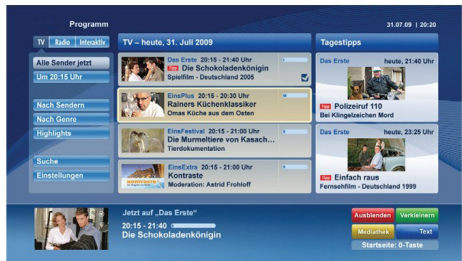 Programm
31.07.09 | 20:20
TV Radio Interaktiv
Alle Sender jetzt
Um 20:15 Uhr
Nach Sendern
Nach Genre
Highlights
Suche
Einstellungen
TV – heute, 31. Juli 2009
Das Erste 20:15 - 21:40 Uhr
Tipp Die Schokoladenkönigin
Spielfilm - Deutschland 2005
EinsPlus 20:15 - 20:30 Uhr
Rainers Küchenklassiker
Omas Küche aus dem Osten
EinsFestival 20:15 - 21:00 Uhr
Die Murmeltiere von Kasach...
Tierdokumentation
EinsExtra 20:15 - 21:00 Uhr
Kontraste
Moderation: Astrid Frohloff
Tagestipps
Das Erste heute, 21:40 Uhr
Tipp Polizeiruf 110
Bei Klingelzeichen Mord
Das Erste heute, 23:25 Uhr
Tipp Einfach raus
Fernsehfilm - Deutschland 1999
Jetzt auf „Das Erste“
20:15 - 21:40
Die Schokoladenkönigin
Ausblenden Verkleinern
Mediathek Text
Startseite: 0-Taste